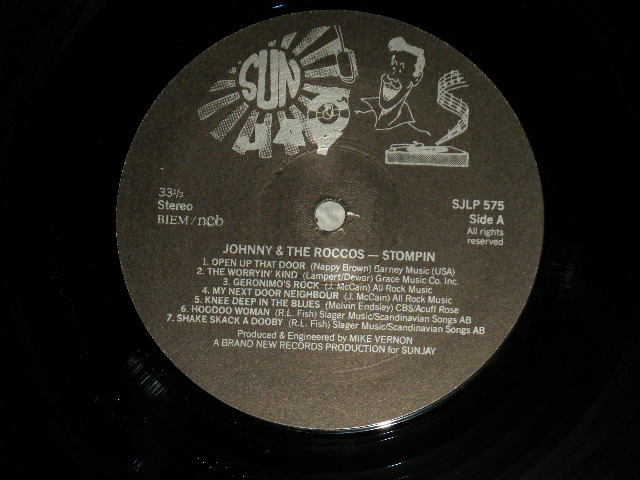 SUN
33⅓
Stereo
BIEM / ncb
SJLP 575
Side A
All rights
reserved
JOHNNY & THE ROCCOS — STOMPIN
1. OPEN UP THAT DOOR (Nappy Brown) Barney Music (USA)
2. THE WORRYIN' KIND (Lampert/Dewar) Grace Music Co. Inc.
3. GERONIMO'S ROCK (J. McCain) All Rock Music
4. MY NEXT DOOR NEIGHBOUR (J. McCain) All Rock Music
5. KNEE DEEP IN THE BLUES (Melvin Endsley) CBS/Acuff Rose
6. HOODOO WOMAN (R.L. Fish) Slager Music/Scandinavian Songs AB
7. SHAKE SKACK A DOOBY (R.L. Fish) Slager Music/Scandinavian Songs AB
Produced & Engineered by MIKE VERNON
A BRAND NEW RECORDS PRODUCTION for SUNJAY